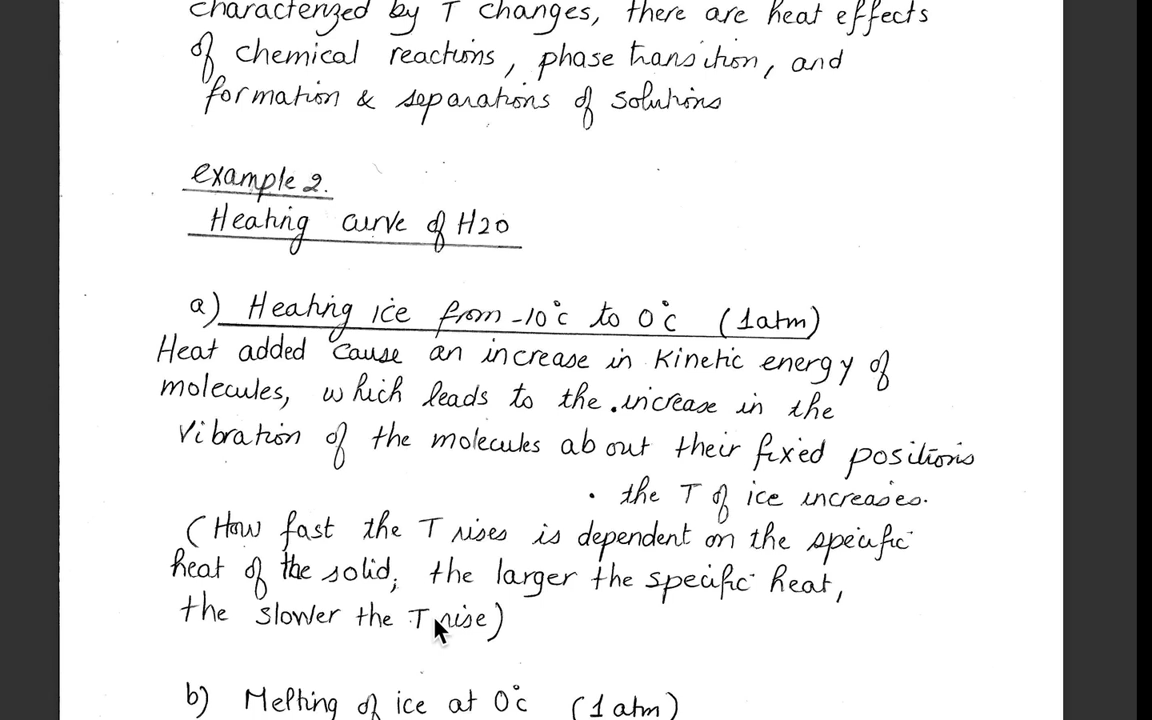 characterized by T changes, there are heat effects
of chemical reactions, phase transition, and
formation & separations of solutions
example 2.
Heating curve of H2O
a) Heating ice from -10°c to 0°c (1atm)
Heat added cause an increase in Kinetic energy of
molecules, which leads to the increase in the
vibration of the molecules about their fixed positions
. the T of ice increases.
(How fast the T rises is dependent on the specific
heat of the solid, the larger the specific heat,
the slower the T rise)
b) Melting of ice at 0°c (1 atm)